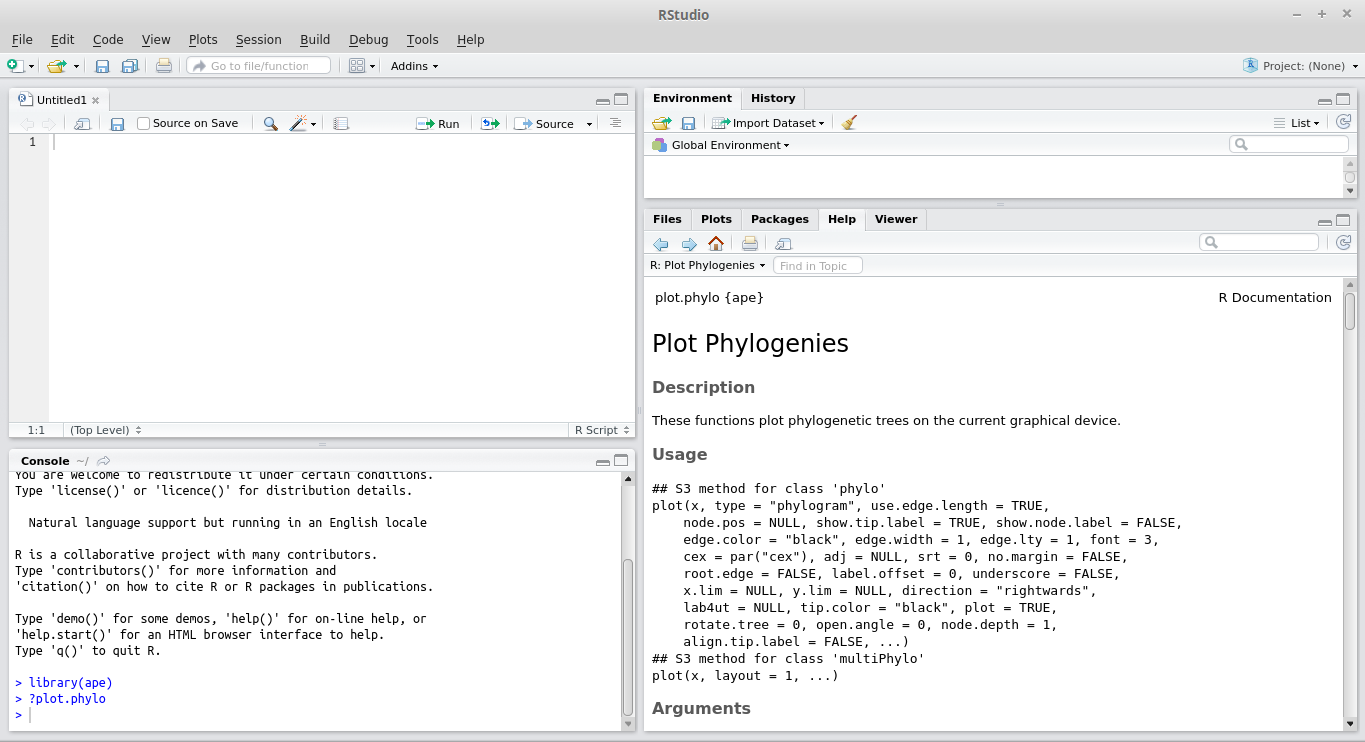 RStudio
File Edit Code View Plots Session Build Debug Tools Help
Go to file/function Addins Project: (None)
Untitled1
Source on Save Run Source
1
1:1 (Top Level) R Script
Console ~/
You are welcome to redistribute it under certain conditions.
Type 'license()' or 'licence()' for distribution details.
Natural language support but running in an English locale
R is a collaborative project with many contributors.
Type 'contributors()' for more information and
'citation()' on how to cite R or R packages in publications.
Type 'demo()' for some demos, 'help()' for on-line help, or
'help.start()' for an HTML browser interface to help.
Type 'q()' to quit R.
> library(ape)
> ?plot.phylo
>
Environment History
Import Dataset List
Global Environment
Files Plots Packages Help Viewer
R: Plot Phylogenies Find in Topic
plot.phylo {ape} R Documentation
Plot Phylogenies
Description
These functions plot phylogenetic trees on the current graphical device.
Usage
## S3 method for class 'phylo'
plot(x, type = "phylogram", use.edge.length = TRUE,
node.pos = NULL, show.tip.label = TRUE, show.node.label = FALSE,
edge.color = "black", edge.width = 1, edge.lty = 1, font = 3,
cex = par("cex"), adj = NULL, srt = 0, no.margin = FALSE,
root.edge = FALSE, label.offset = 0, underscore = FALSE,
x.lim = NULL, y.lim = NULL, direction = "rightwards",
lab4ut = NULL, tip.color = "black", plot = TRUE,
rotate.tree = 0, open.angle = 0, node.depth = 1,
align.tip.label = FALSE, ...)
## S3 method for class 'multiPhylo'
plot(x, layout = 1, ...)
Arguments